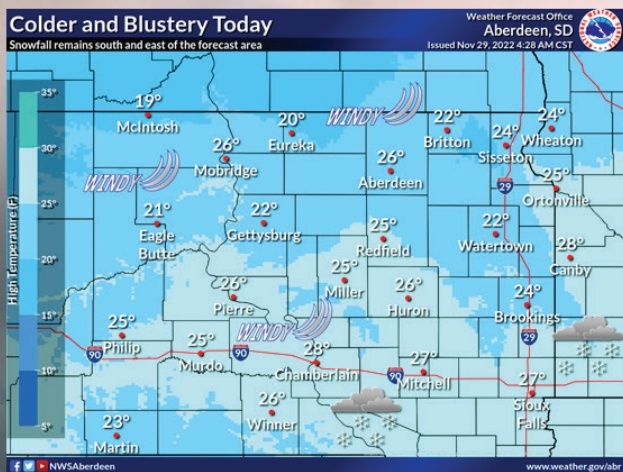 Colder and Blustery Today
Snowfall remains south and east of the forecast area
Weather Forecast Office
Aberdeen, SD
Issued Nov 29, 2022 4:28 AM CST
High Temperature (F)
35°
30°
25°
20°
15°
10°
5°
19°
McIntosh
20°
Eureka
WINDY
22°
Britton
24°
Sisseton
24°
Wheaton
26°
Mobridge
26°
Aberdeen
WINDY
29
25°
Ortonville
21°
Eagle
Butte
22°
Gettysburg
25°
Redfield
22°
Watertown
28°
Canby
26°
Pierre
25°
Miller
26°
Huron
24°
Brookings
25°
Philip
90
25°
Murdo
90
WINDY
28°
Chamberlain
90
27°
Mitchell
29
27°
Sioux
Falls
23°
Martin
26°
Winner
NWSAberdeen
www.weather.gov/abr